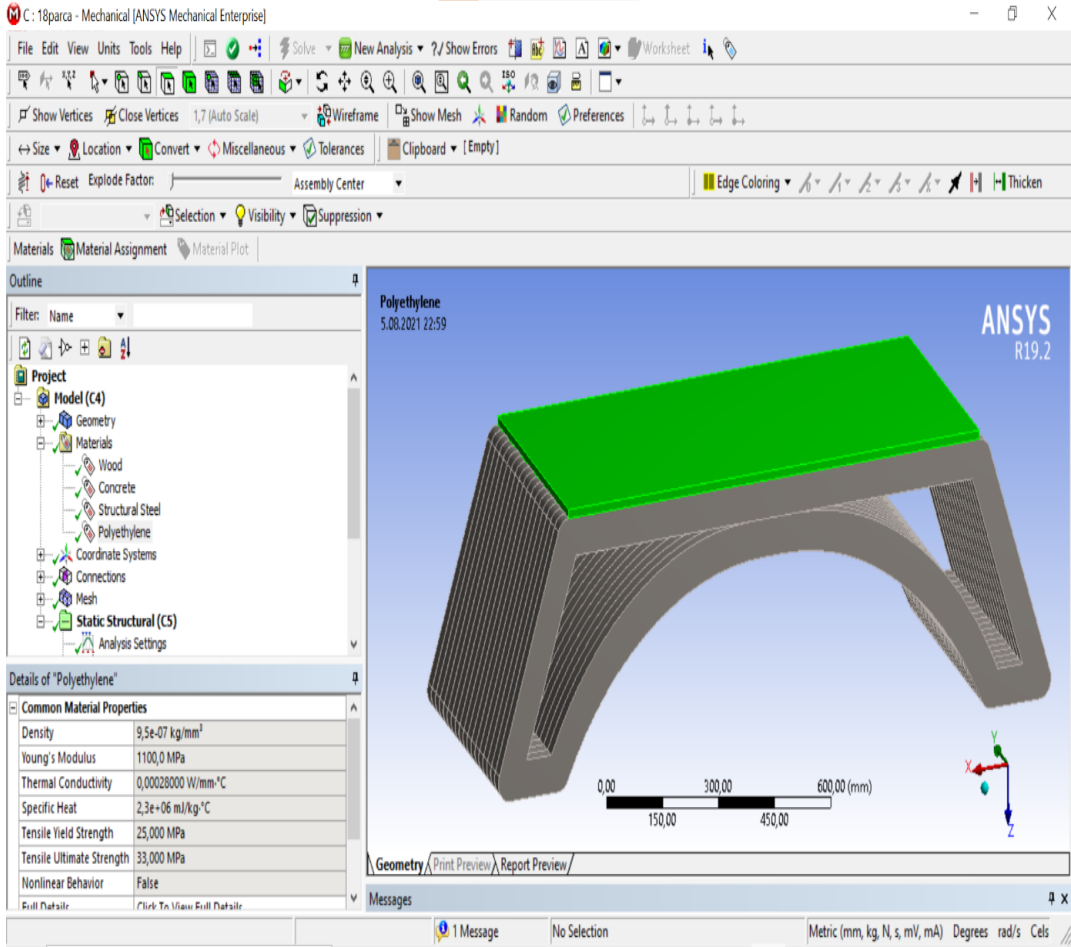 C : 18parca - Mechanical [ANSYS Mechanical Enterprise]
File Edit View Units Tools Help Solve New Analysis ?/ Show Errors A Worksheet
X,Y,Z ISO
Show Vertices Close Vertices 1,7 (Auto Scale) Wireframe Show Mesh Random Preferences
Size Location Convert Miscellaneous Tolerances Clipboard [Empty]
Reset Explode Factor: Assembly Center Edge Coloring Thicken
Selection Visibility Suppression
Materials Material Assignment Material Plot
Outline
Filter: Name
Project
Model (C4)
Geometry
Materials
Wood
Concrete
Structural Steel
Polyethylene
Coordinate Systems
Connections
Mesh
Static Structural (C5)
Analysis Settings
Details of "Polyethylene"
Common Material Properties
Density 9,5e-07 kg/mm³
Young's Modulus 1100,0 MPa
Thermal Conductivity 0,00028000 W/mm·°C
Specific Heat 2,3e+06 mJ/kg·°C
Tensile Yield Strength 25,000 MPa
Tensile Ultimate Strength 33,000 MPa
Nonlinear Behavior False
Full Details Click To View Full Details
Polyethylene
5.08.2021 22:59
ANSYS
R19.2
0,00 300,00 600,00 (mm)
150,00 450,00
Y
X
Z
Geometry Print Preview Report Preview
Messages
1 Message No Selection Metric (mm, kg, N, s, mV, mA) Degrees rad/s Cels